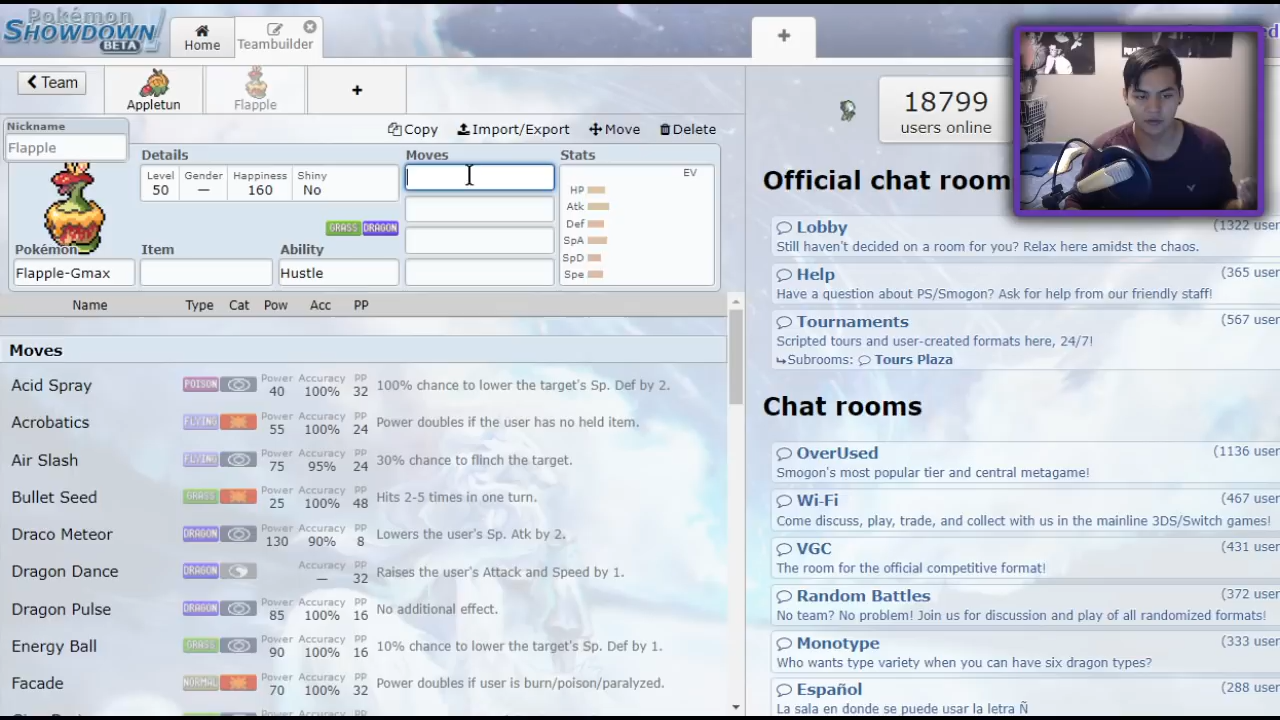 Pokémon
SHOWDOWN!
BETA
Home
Teambuilder
+
< Team
Appletun
Flapple
+
18799
users online
Copy
Import/Export
Move
Delete
Nickname
Flapple
Details
Moves
Stats
Level
50
Gender
—
Happiness
160
Shiny
No
EV
HP
Atk
Def
SpA
SpD
Spe
GRASS DRAGON
Pokémon
Flapple-Gmax
Item
Ability
Hustle
Name Type Cat Pow Acc PP
Moves
Acid Spray POISON Power 40 Accuracy 100% PP 32 100% chance to lower the target's Sp. Def by 2.
Acrobatics FLYING Power 55 Accuracy 100% PP 24 Power doubles if the user has no held item.
Air Slash FLYING Power 75 Accuracy 95% PP 24 30% chance to flinch the target.
Bullet Seed GRASS Power 25 Accuracy 100% PP 48 Hits 2-5 times in one turn.
Draco Meteor DRAGON Power 130 Accuracy 90% PP 8 Lowers the user's Sp. Atk by 2.
Dragon Dance DRAGON Accuracy — PP 32 Raises the user's Attack and Speed by 1.
Dragon Pulse DRAGON Power 85 Accuracy 100% PP 16 No additional effect.
Energy Ball GRASS Power 90 Accuracy 100% PP 16 10% chance to lower the target's Sp. Def by 1.
Facade NORMAL Power 70 Accuracy 100% PP 32 Power doubles if user is burn/poison/paralyzed.
Official chat room
Lobby (1322 user
Still haven't decided on a room for you? Relax here amidst the chaos.
Help (365 user
Have a question about PS/Smogon? Ask for help from our friendly staff!
Tournaments (567 user
Scripted tours and user-created formats here, 24/7!
↳Subrooms: Tours Plaza
Chat rooms
OverUsed (1136 user
Smogon's most popular tier and central metagame!
Wi-Fi (467 user
Come discuss, play, trade, and collect with us in the mainline 3DS/Switch games!
VGC (431 user
The room for the official competitive format!
Random Battles (372 user
No team? No problem! Join us for discussion and play of all randomized formats!
Monotype (333 user
Who wants type variety when you can have six dragon types?
Español (288 user
La sala en donde se puede usar la letra Ñ